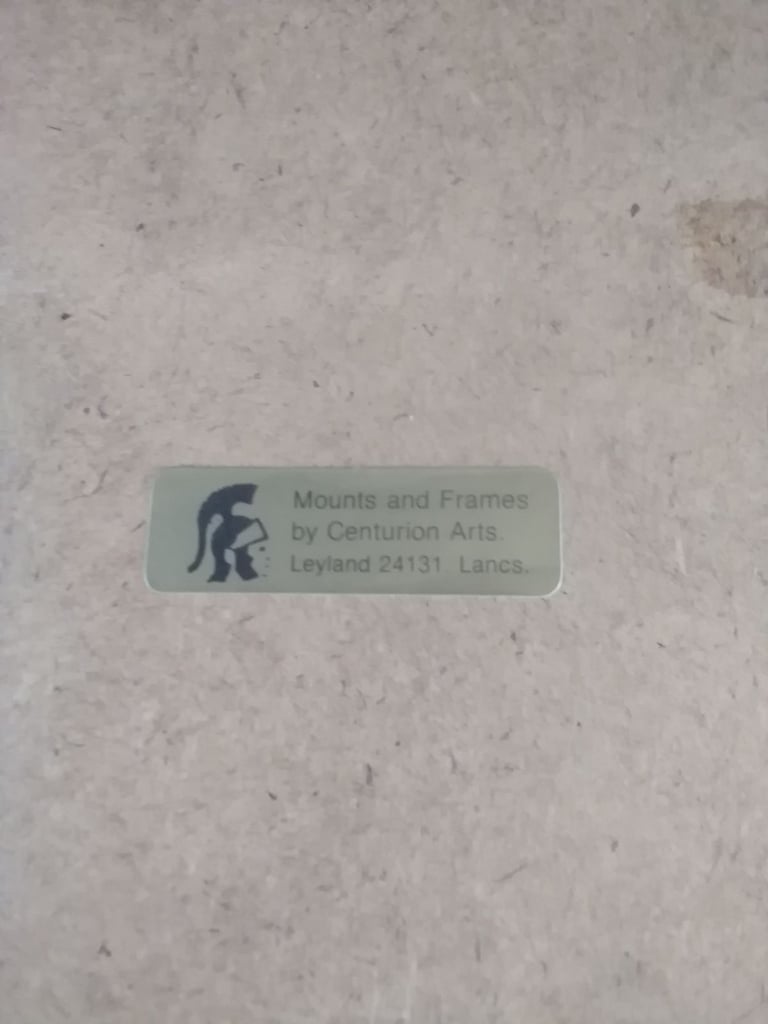 Mounts and Frames
by Centurion Arts.
Leyland 24131. Lancs.